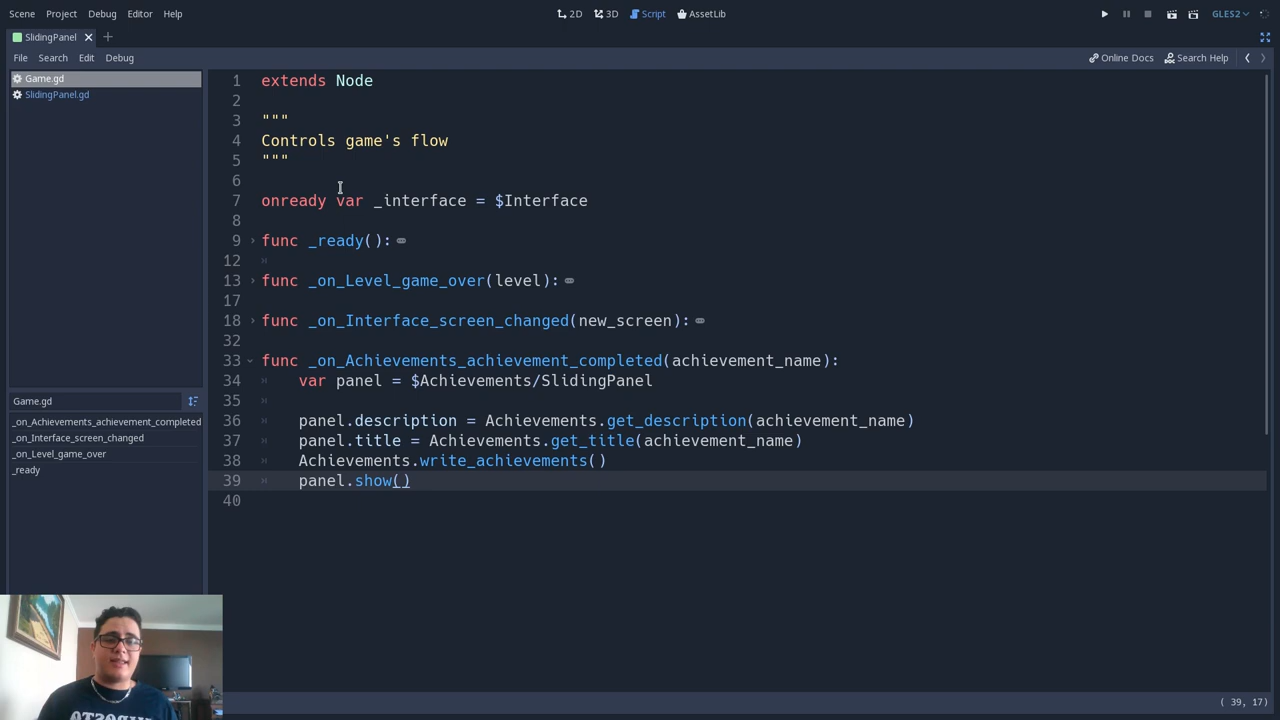 Scene Project Debug Editor Help 2D 3D Script AssetLib GLES2
SlidingPanel
File Search Edit Debug Online Docs Search Help
Game.gd
SlidingPanel.gd
Game.gd
_on_Achievements_achievement_completed
_on_Interface_screen_changed
_on_Level_game_over
_ready
1 extends Node
2
3 """
4 Controls game's flow
5 """
6
7 onready var _interface = $Interface
8
9 func _ready():
12
13 func _on_Level_game_over(level):
17
18 func _on_Interface_screen_changed(new_screen):
32
33 func _on_Achievements_achievement_completed(achievement_name):
34 var panel = $Achievements/SlidingPanel
35
36 panel.description = Achievements.get_description(achievement_name)
37 panel.title = Achievements.get_title(achievement_name)
38 Achievements.write_achievements()
39 panel.show()
40
( 39, 17)